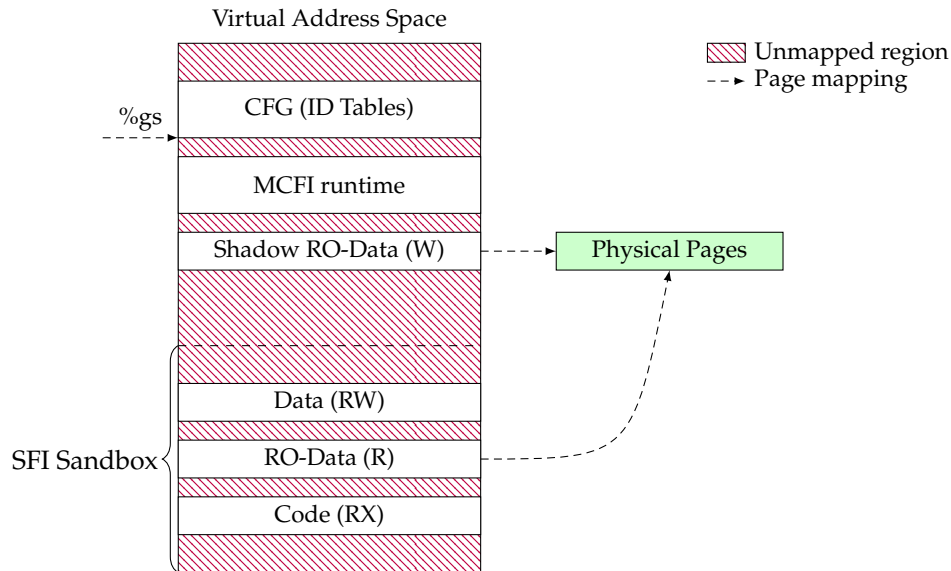 Virtual Address Space
Unmapped region
Page mapping
CFG (ID Tables)
%gs
MCFI runtime
Shadow RO-Data (W)
Physical Pages
Data (RW)
SFI Sandbox
RO-Data (R)
Code (RX)